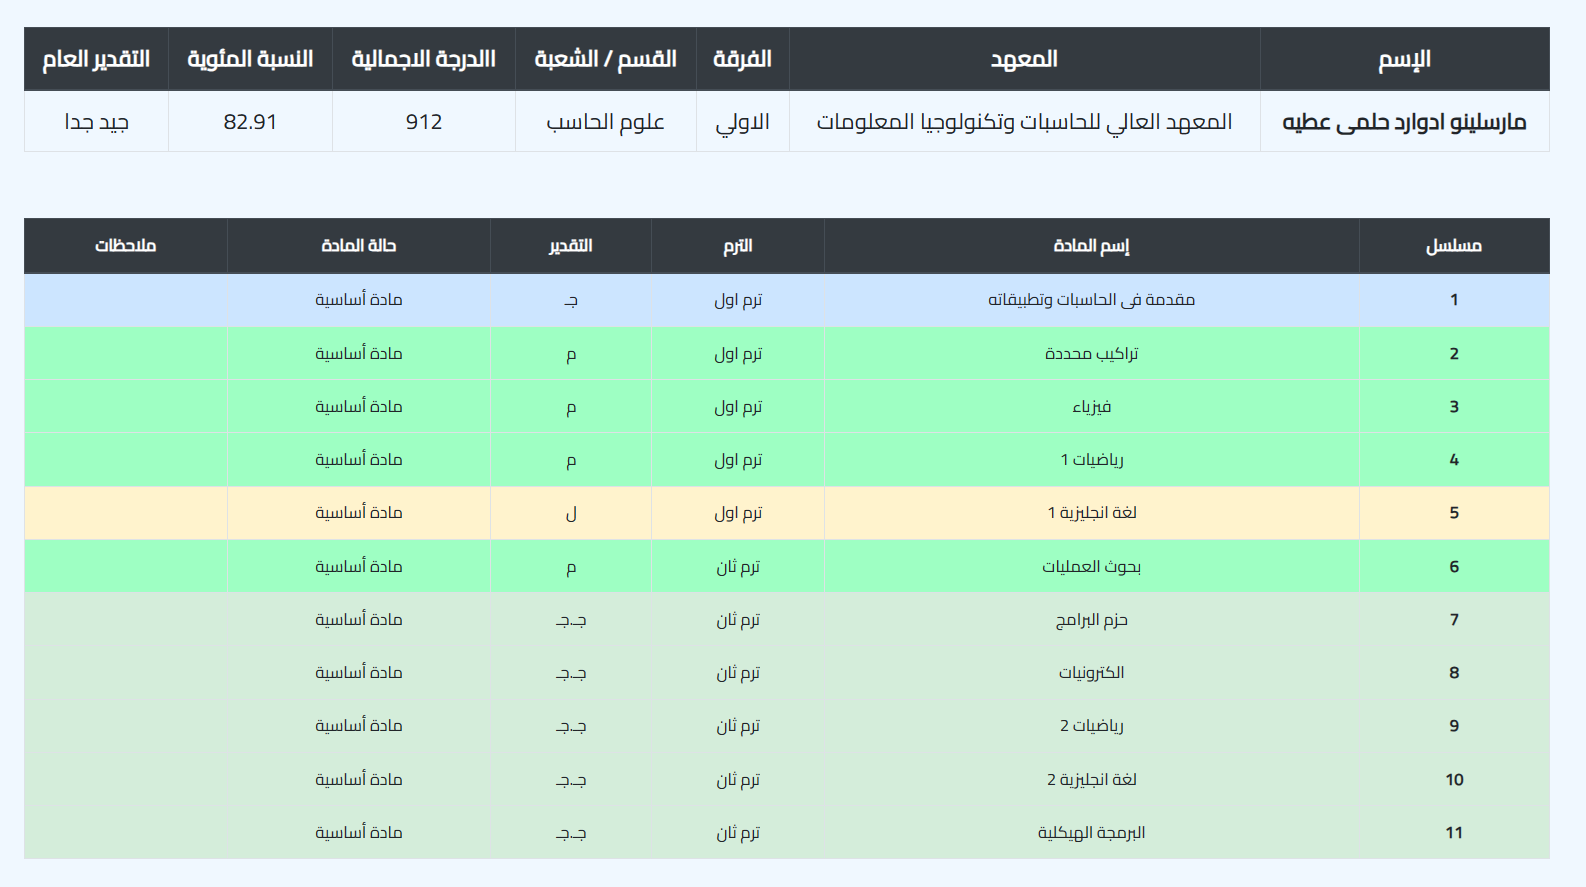 الإسم المعهد الفرقة القسم / الشعبة االدرجة الاجمالية النسبة المئوية التقدير العام
مارسلينو ادوارد حلمى عطيه المعهد العالي للحاسبات وتكنولوجيا المعلومات الاولي علوم الحاسب 912 82.91 جيد جدا
مسلسل إسم المادة الترم التقدير حالة المادة ملاحظات
1 مقدمة فى الحاسبات وتطبيقاته ترم اول جـ مادة أساسية
2 تراكيب محددة ترم اول م مادة أساسية
3 فيزياء ترم اول م مادة أساسية
4 رياضيات 1 ترم اول م مادة أساسية
5 لغة انجليزية 1 ترم اول ل مادة أساسية
6 بحوث العمليات ترم ثان م مادة أساسية
7 حزم البرامج ترم ثان جـ.جـ مادة أساسية
8 الكترونيات ترم ثان جـ.جـ مادة أساسية
9 رياضيات 2 ترم ثان جـ.جـ مادة أساسية
10 لغة انجليزية 2 ترم ثان جـ.جـ مادة أساسية
11 البرمجة الهيكلية ترم ثان جـ.جـ مادة أساسية